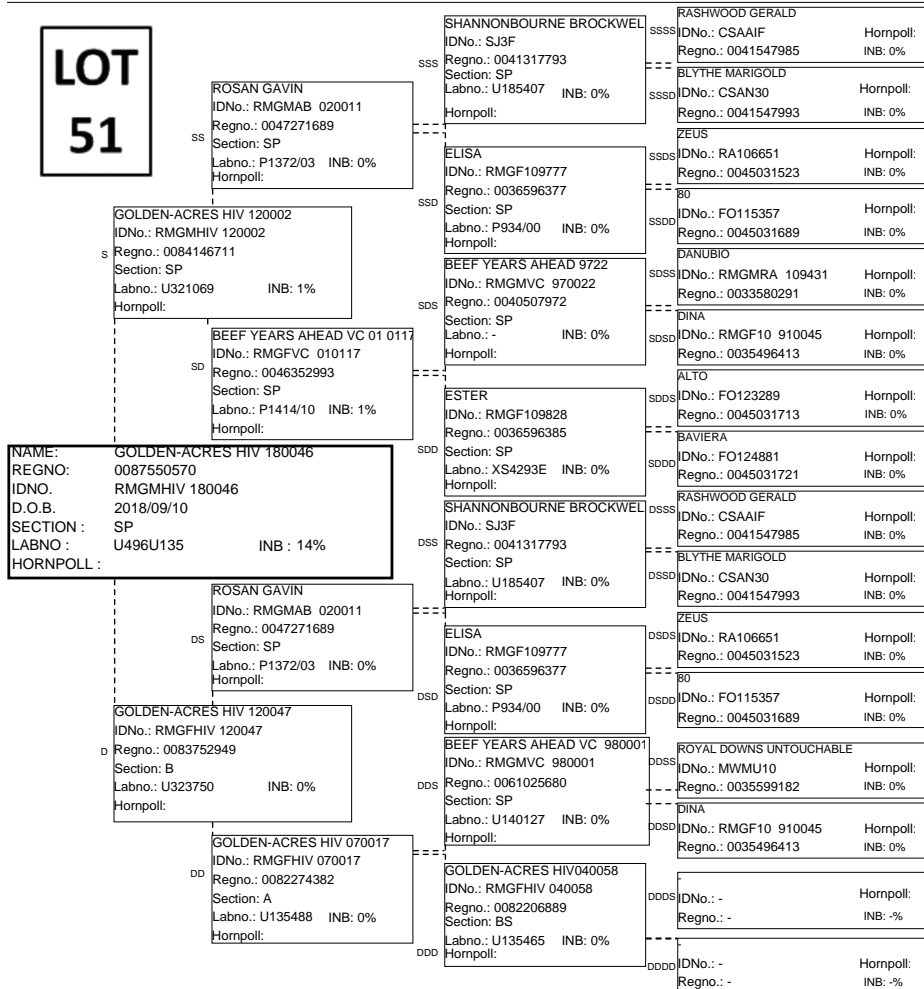 LOT
51
NAME: GOLDEN-ACRES HIV 180046
REGNO: 0087550570
IDNO. RMGMHIV 180046
D.O.B. 2018/09/10
SECTION : SP
LABNO : U496U135 INB : 14%
HORNPOLL :
S
GOLDEN-ACRES HIV 120002
IDNo.: RMGMHIV 120002
Regno.: 0084146711
Section: SP
Labno.: U321069 INB: 1%
Hornpoll:
D
GOLDEN-ACRES HIV 120047
IDNo.: RMGFHIV 120047
Regno.: 0083752949
Section: B
Labno.: U323750 INB: 0%
Hornpoll:
SS
ROSAN GAVIN
IDNo.: RMGMAB 020011
Regno.: 0047271689
Section: SP
Labno.: P1372/03 INB: 0%
Hornpoll:
SD
BEEF YEARS AHEAD VC 01 0117
IDNo.: RMGFVC 010117
Regno.: 0046352993
Section: SP
Labno.: P1414/10 INB: 1%
Hornpoll:
DS
ROSAN GAVIN
IDNo.: RMGMAB 020011
Regno.: 0047271689
Section: SP
Labno.: P1372/03 INB: 0%
Hornpoll:
DD
GOLDEN-ACRES HIV 070017
IDNo.: RMGFHIV 070017
Regno.: 0082274382
Section: A
Labno.: U135488 INB: 0%
Hornpoll:
SSS
SHANNONBOURNE BROCKWEL
IDNo.: SJ3F
Regno.: 0041317793
Section: SP
Labno.: U185407 INB: 0%
Hornpoll:
SSD
ELISA
IDNo.: RMGF109777
Regno.: 0036596377
Section: SP
Labno.: P934/00 INB: 0%
Hornpoll:
SDS
BEEF YEARS AHEAD 9722
IDNo.: RMGMVC 970022
Regno.: 0040507972
Section: SP
Labno.: - INB: 0%
Hornpoll:
SDD
ESTER
IDNo.: RMGF109828
Regno.: 0036596385
Section: SP
Labno.: XS4293E INB: 0%
Hornpoll:
DSS
SHANNONBOURNE BROCKWEL
IDNo.: SJ3F
Regno.: 0041317793
Section: SP
Labno.: U185407 INB: 0%
Hornpoll:
DSD
ELISA
IDNo.: RMGF109777
Regno.: 0036596377
Section: SP
Labno.: P934/00 INB: 0%
Hornpoll:
DDS
BEEF YEARS AHEAD VC 980001
IDNo.: RMGMVC 980001
Regno.: 0061025680
Section: SP
Labno.: U140127 INB: 0%
Hornpoll:
DDD
GOLDEN-ACRES HIV040058
IDNo.: RMGFHIV 040058
Regno.: 0082206889
Section: BS
Labno.: U135465 INB: 0%
Hornpoll:
SSSS
RASHWOOD GERALD
IDNo.: CSAAIF Hornpoll:
Regno.: 0041547985 INB: 0%
SSSD
BLYTHE MARIGOLD
IDNo.: CSAN30 Hornpoll:
Regno.: 0041547993 INB: 0%
SSDS
ZEUS
IDNo.: RA106651 Hornpoll:
Regno.: 0045031523 INB: 0%
SSDD
80
IDNo.: FO115357 Hornpoll:
Regno.: 0045031689 INB: 0%
SDSS
DANUBIO
IDNo.: RMGMRA 109431 Hornpoll:
Regno.: 0033580291 INB: 0%
SDSD
DINA
IDNo.: RMGF10 910045 Hornpoll:
Regno.: 0035496413 INB: 0%
SDDS
ALTO
IDNo.: FO123289 Hornpoll:
Regno.: 0045031713 INB: 0%
SDDD
BAVIERA
IDNo.: FO124881 Hornpoll:
Regno.: 0045031721 INB: 0%
DSSS
RASHWOOD GERALD
IDNo.: CSAAIF Hornpoll:
Regno.: 0041547985 INB: 0%
DSSD
BLYTHE MARIGOLD
IDNo.: CSAN30 Hornpoll:
Regno.: 0041547993 INB: 0%
DSDS
ZEUS
IDNo.: RA106651 Hornpoll:
Regno.: 0045031523 INB: 0%
DSDD
80
IDNo.: FO115357 Hornpoll:
Regno.: 0045031689 INB: 0%
DDSS
ROYAL DOWNS UNTOUCHABLE
IDNo.: MWMU10 Hornpoll:
Regno.: 0035599182 INB: 0%
DDSD
DINA
IDNo.: RMGF10 910045 Hornpoll:
Regno.: 0035496413 INB: 0%
DDDS
-
IDNo.: - Hornpoll:
Regno.: - INB: -%
DDDD
-
IDNo.: - Hornpoll:
Regno.: - INB: -%